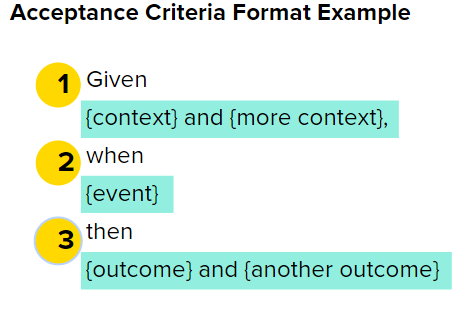 Acceptance Criteria Format Example
1 Given
{context} and {more context},
2 when
{event}
3 then
{outcome} and {another outcome}